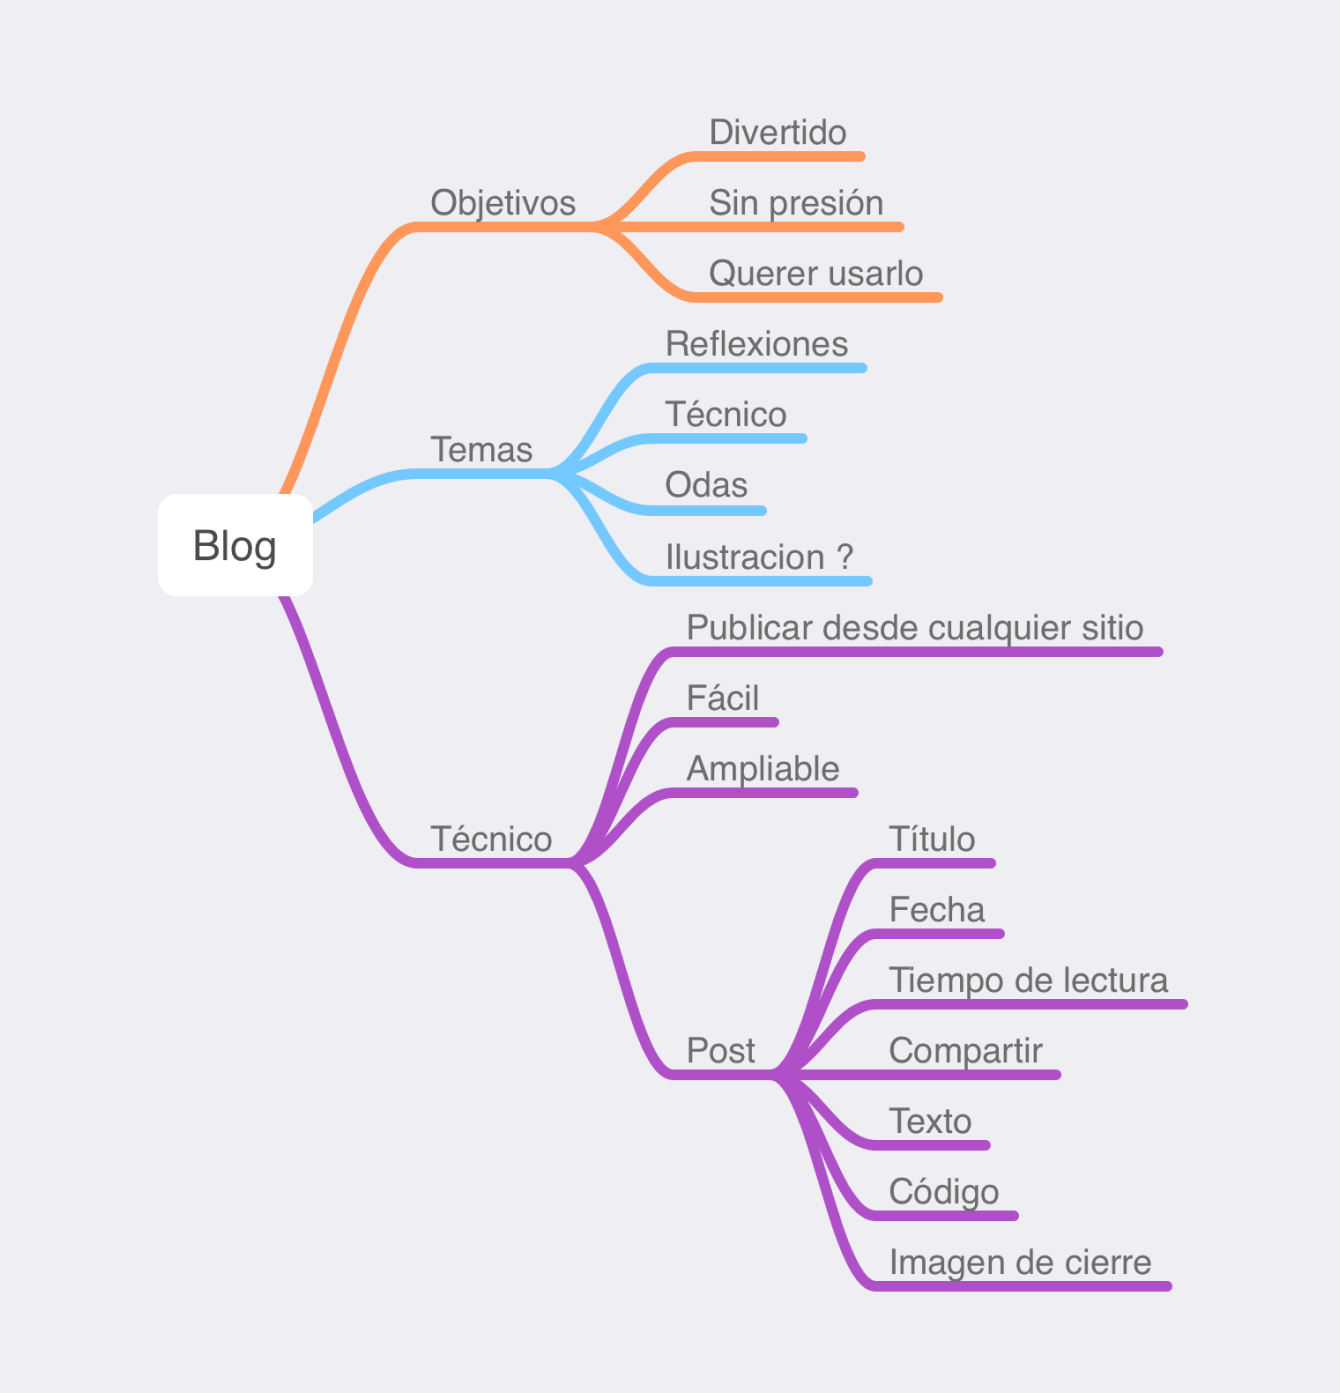 Blog
Objetivos
Divertido
Sin presión
Querer usarlo
Temas
Reflexiones
Técnico
Odas
Ilustracion ?
Técnico
Publicar desde cualquier sitio
Fácil
Ampliable
Post
Título
Fecha
Tiempo de lectura
Compartir
Texto
Código
Imagen de cierre